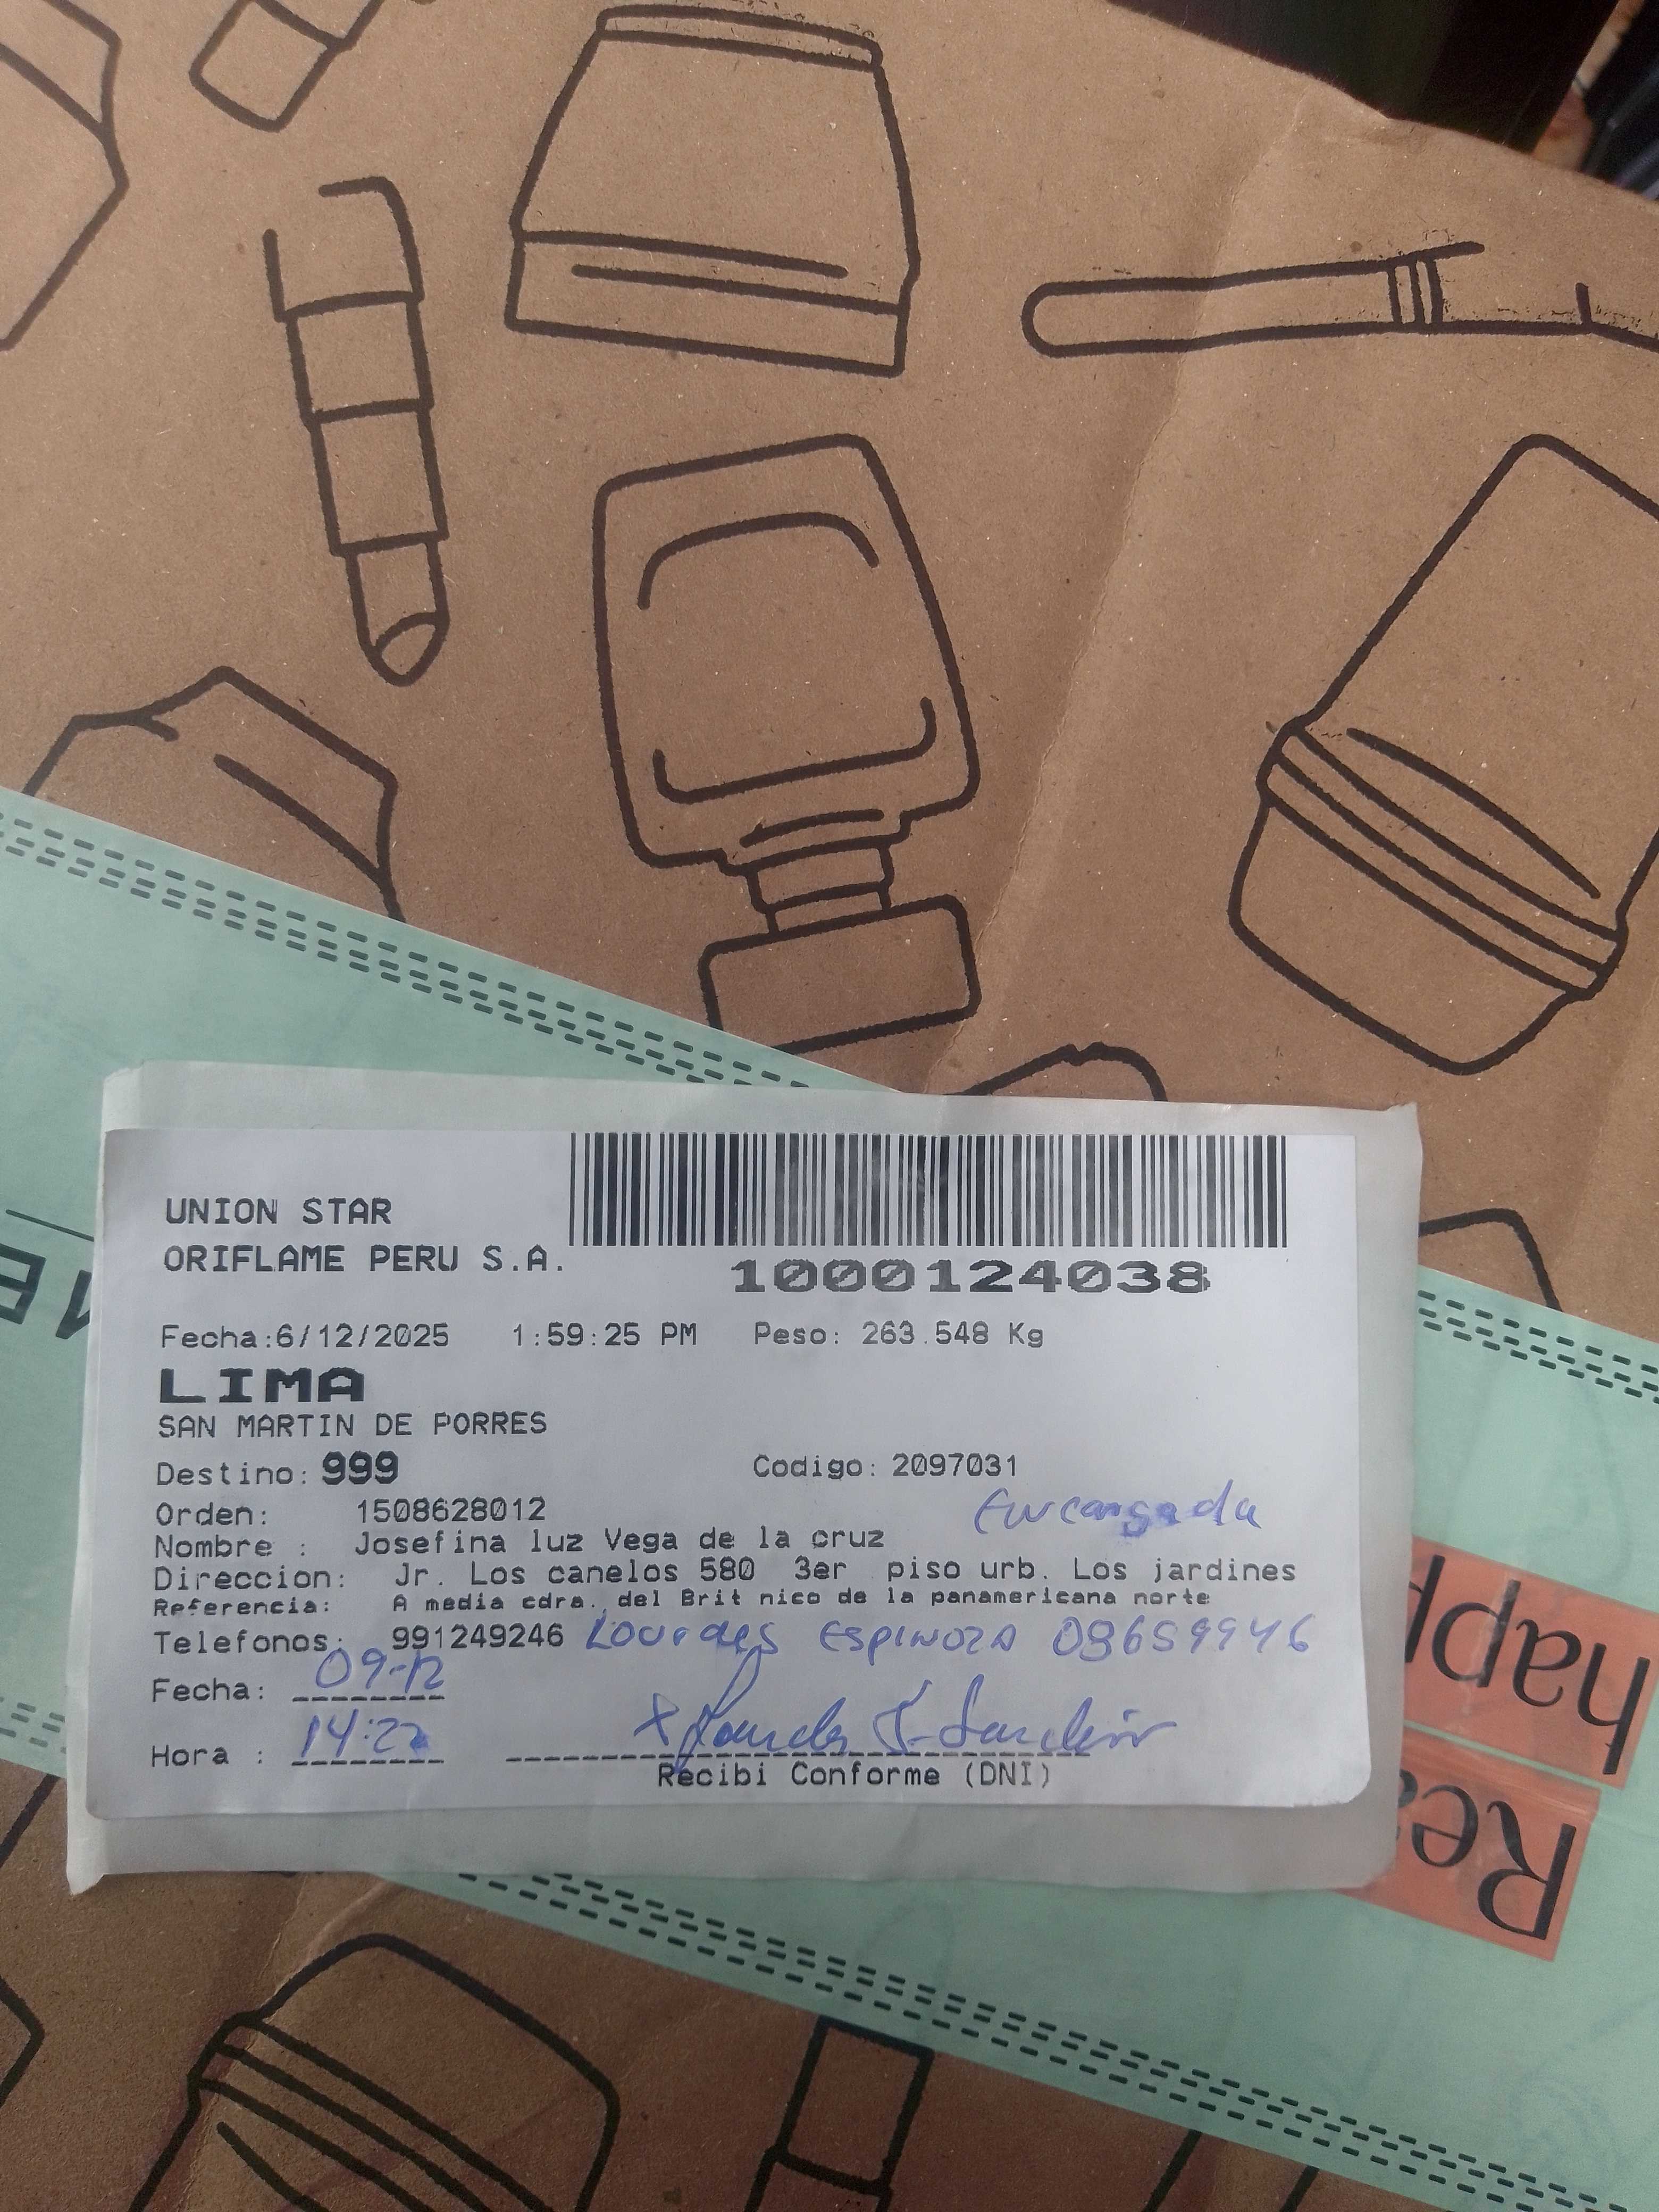 UNION STAR
ORIFLAME PERU S.A.
1000124038
Fecha:6/12/2025 1:59:25 PM Peso: 263.548 Kg
LIMA
SAN MARTIN DE PORRES
Destino: 999 Codigo: 2097031
Orden: 1508628012
Encargada
Nombre : Josefina luz Vega de la cruz
Direccion: Jr. Los canelos 580 3er piso urb. Los jardines
Referencia: A media cdra. del Brit nico de la panamericana norte
Telefonos: 991249246 Lourdes ESPINOZA 08659946
Fecha: 09-12
Hora : 14:22
Recibi Conforme (DNI)
happ
Rea